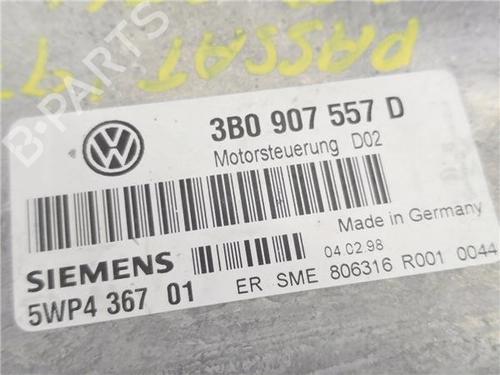 PASSAT
B-PARTS
3B0 907 557 D
Motorsteuerung D02
Made in Germany
04.02.98
SIEMENS
5WP4 367 01
ER SME 806316 R001 0044